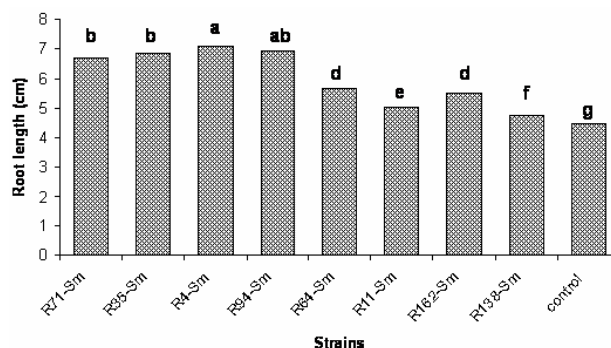 8
7
6
5
4
3
2
1
0
Root length (cm)
b b a ab d e d f g
R71-Sm R35-Sm R4-Sm R94-Sm R64-Sm R11-Sm R162-Sm R138-Sm control
Strains